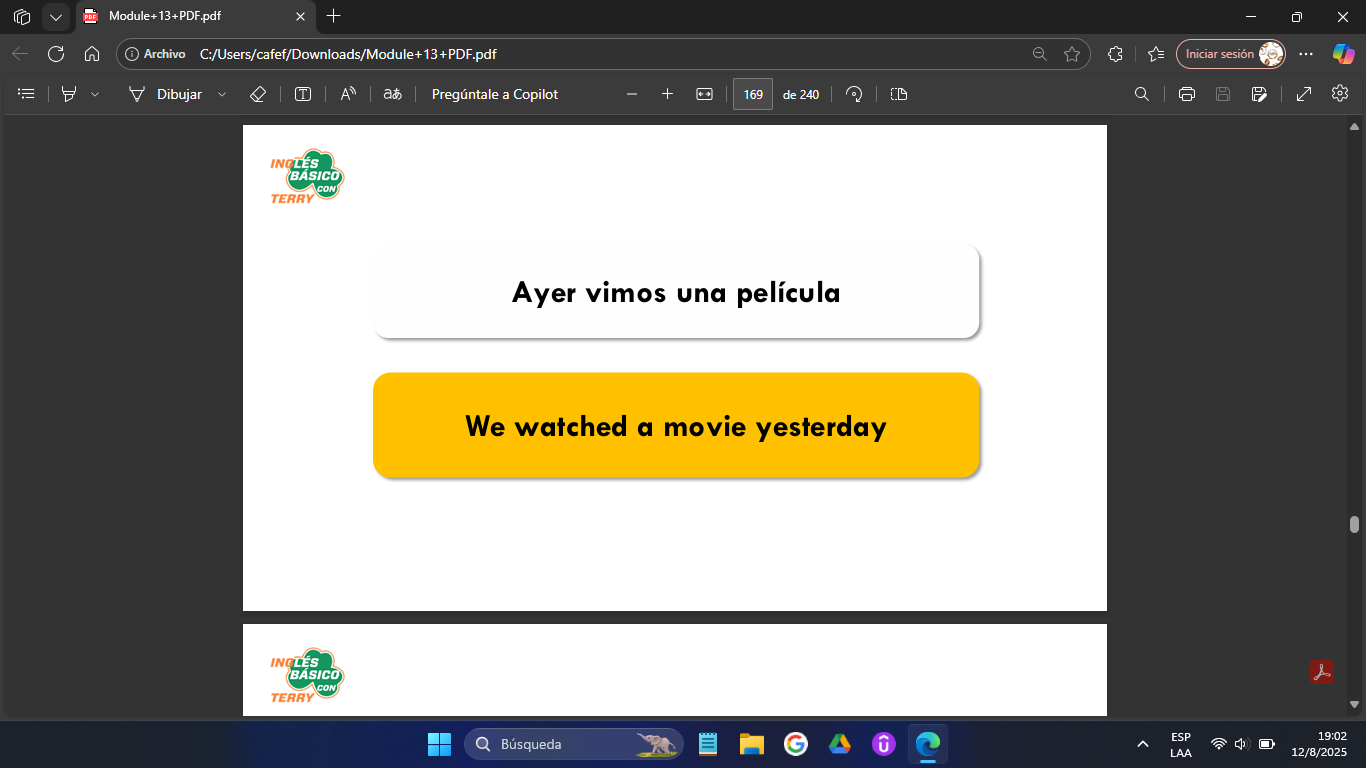 Module+13+PDF.pdf
Archivo C:/Users/cafef/Downloads/Module+13+PDF.pdf Iniciar sesión
Dibujar Pregúntale a Copilot 169 de 240
INGLÉS
BÁSICO
CON
TERRY
Ayer vimos una película
We watched a movie yesterday
INGLÉS
BÁSICO
CON
TERRY
Búsqueda
ESP
LAA
19:02
12/8/2025